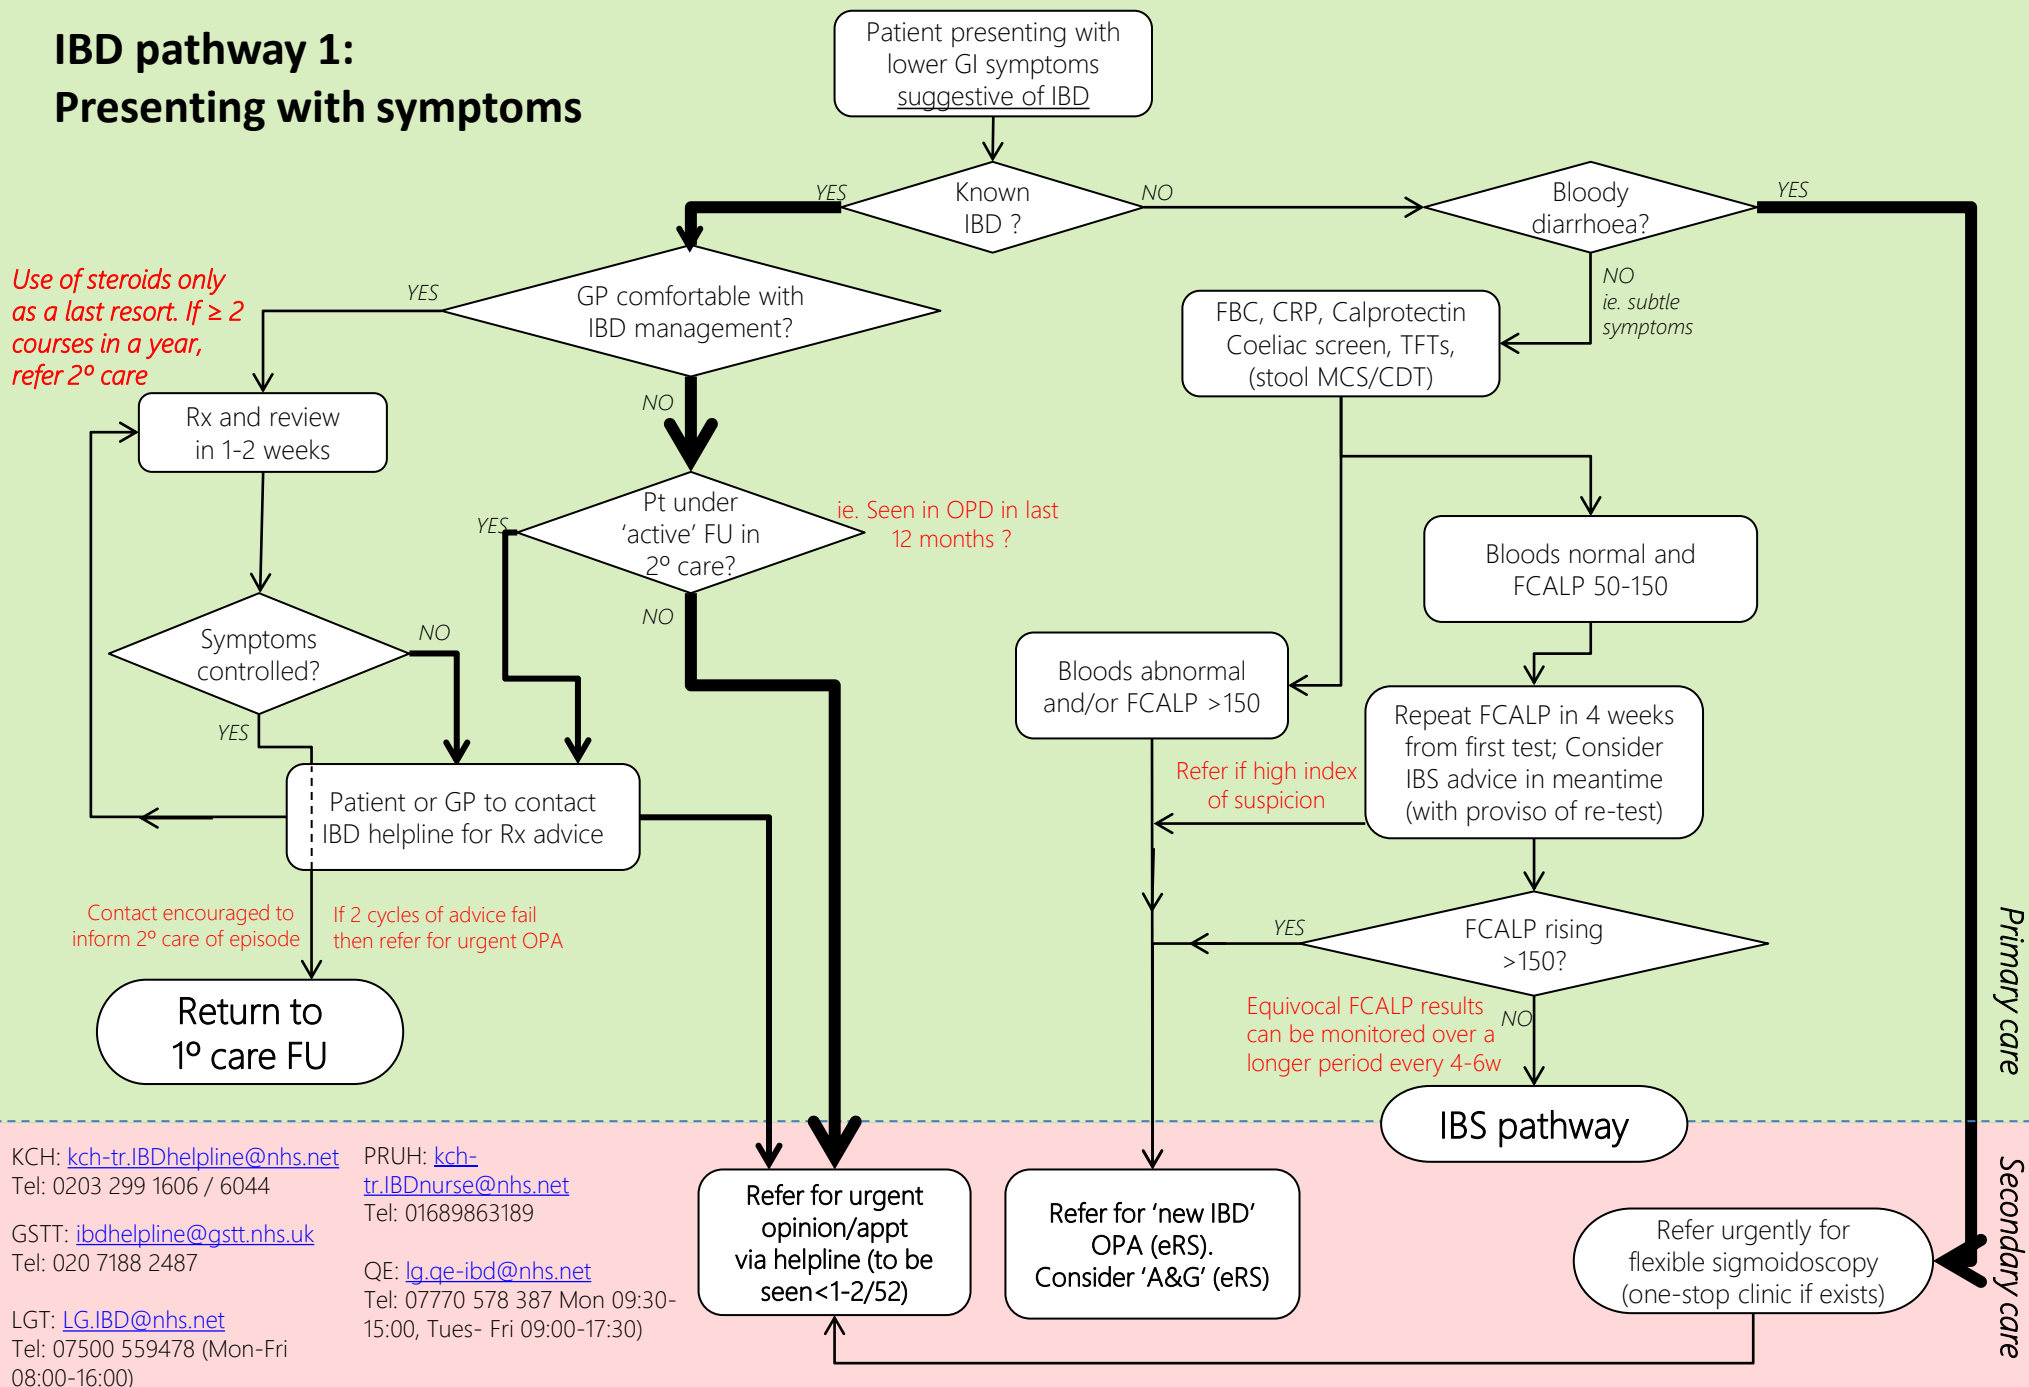 IBD pathway 1:
Presenting with symptoms
Patient presenting with
lower GI symptoms
suggestive of IBD
Known
IBD ?
YES
NO
Bloody
diarrhoea?
YES
NO
ie. subtle
symptoms
GP comfortable with
IBD management?
YES
NO
Use of steroids only
as a last resort. If ≥ 2
courses in a year,
refer 2º care
Rx and review
in 1-2 weeks
FBC, CRP, Calprotectin
Coeliac screen, TFTs,
(stool MCS/CDT)
Pt under
‘active’ FU in
2º care?
YES
NO
ie. Seen in OPD in last
12 months ?
Bloods normal and
FCALP 50-150
Symptoms
controlled?
NO
YES
Bloods abnormal
and/or FCALP >150
Repeat FCALP in 4 weeks
from first test; Consider
IBS advice in meantime
(with proviso of re-test)
Refer if high index
of suspicion
Patient or GP to contact
IBD helpline for Rx advice
Contact encouraged to
inform 2º care of episode
If 2 cycles of advice fail
then refer for urgent OPA
FCALP rising
>150?
YES
NO
Equivocal FCALP results
can be monitored over a
longer period every 4-6w
Return to
1º care FU
IBS pathway
Primary care
Secondary care
KCH: kch-tr.IBDhelpline@nhs.net
Tel: 0203 299 1606 / 6044
GSTT: ibdhelpline@gstt.nhs.uk
Tel: 020 7188 2487
LGT: LG.IBD@nhs.net
Tel: 07500 559478 (Mon-Fri
08:00-16:00)
PRUH: kch-
tr.IBDnurse@nhs.net
Tel: 01689863189
QE: lg.qe-ibd@nhs.net
Tel: 07770 578 387 Mon 09:30-
15:00, Tues- Fri 09:00-17:30)
Refer for urgent
opinion/appt
via helpline (to be
seen<1-2/52)
Refer for ‘new IBD’
OPA (eRS).
Consider ‘A&G’ (eRS)
Refer urgently for
flexible sigmoidoscopy
(one-stop clinic if exists)